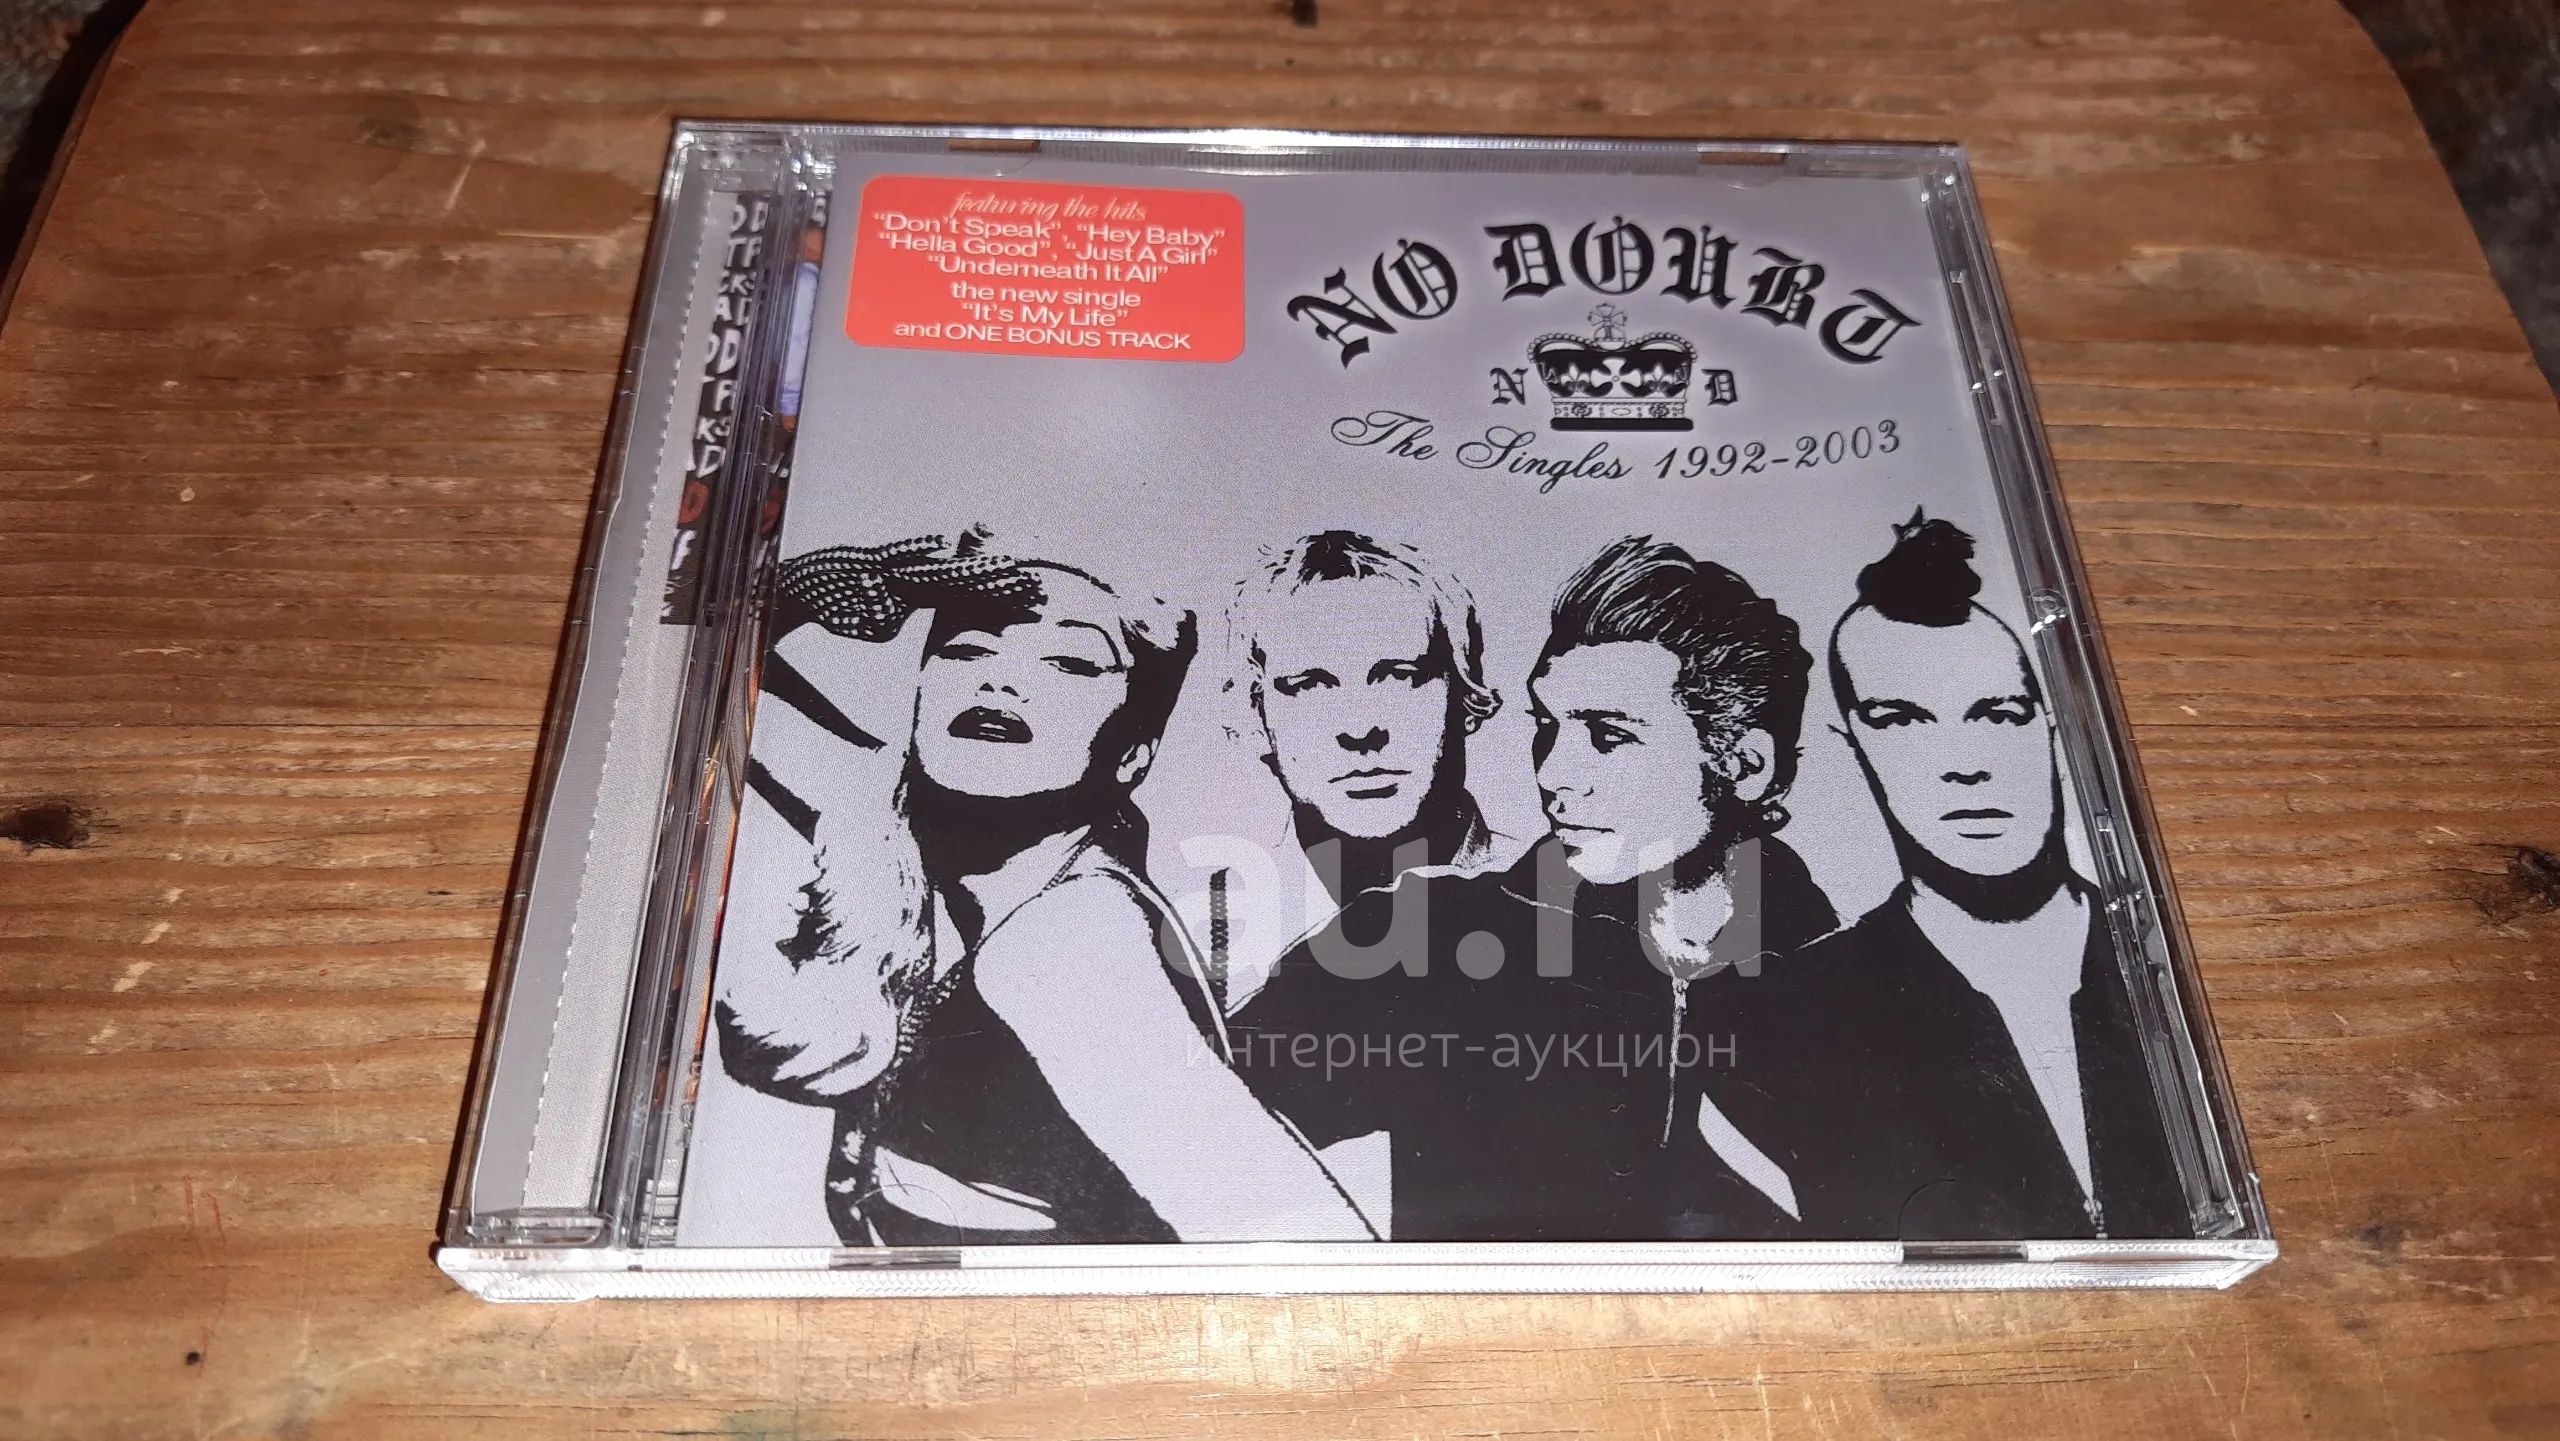 featuring the hits
“Don't Speak”, “Hey Baby”
“Hella Good”, “Just A Girl”
“Underneath It All”
the new single
“It's My Life”
and ONE BONUS TRACK
NO DOUBT
N D
The Singles 1992-2003
au.ru
интернет-аукцион